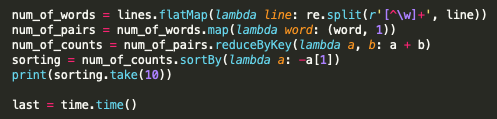 num_of_words = lines.flatMap(lambda line: re.split(r'[^\w]+', line))
num_of_pairs = num_of_words.map(lambda word: (word, 1))
num_of_counts = num_of_pairs.reduceByKey(lambda a, b: a + b)
sorting = num_of_counts.sortBy(lambda a: -a[1])
print(sorting.take(10))
last = time.time()